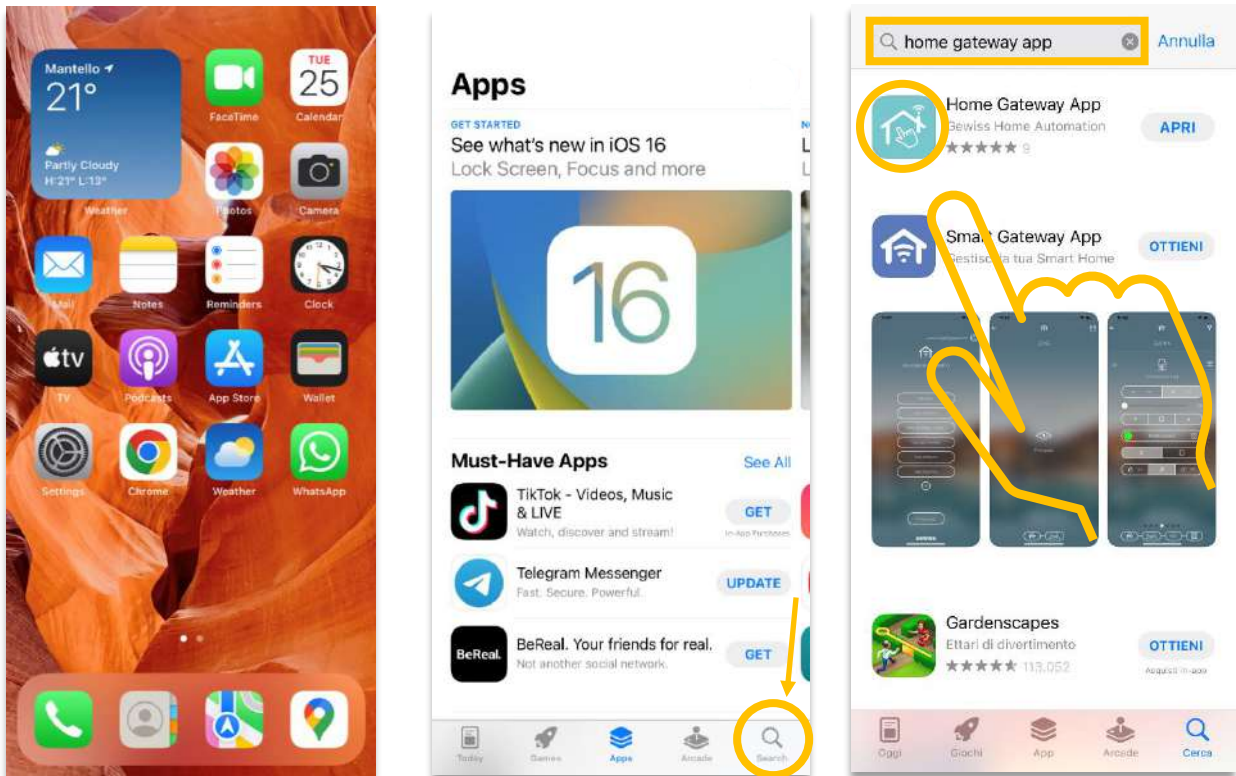 Mantello
21°
Partly Cloudy
H:21° L:13°
Weather
FaceTime
TUE
25
Calendar
Photos
Camera
Mail
Notes
Reminders
Clock
tv
TV
Podcasts
App Store
Wallet
Settings
Chrome
Weather
WhatsApp
Apps
GET STARTED
See what's new in iOS 16
Lock Screen, Focus and more
16
Must-Have Apps
See All
TikTok - Videos, Music
& LIVE
Watch, discover and stream!
GET
In-App Purchases
Telegram Messenger
Fast. Secure. Powerful.
UPDATE
BeReal.
BeReal. Your friends for real.
Not another social network.
GET
Today
Games
Apps
Arcade
Search
home gateway app
Annulla
Home Gateway App
Gewiss Home Automation
9
APRI
Smart Gateway App
Gestisci la tua Smart Home
OTTIENI
Gardenscapes
Ettari di divertimento
113.052
OTTIENI
Acquisti in-app
Oggi
Giochi
App
Arcade
Cerca